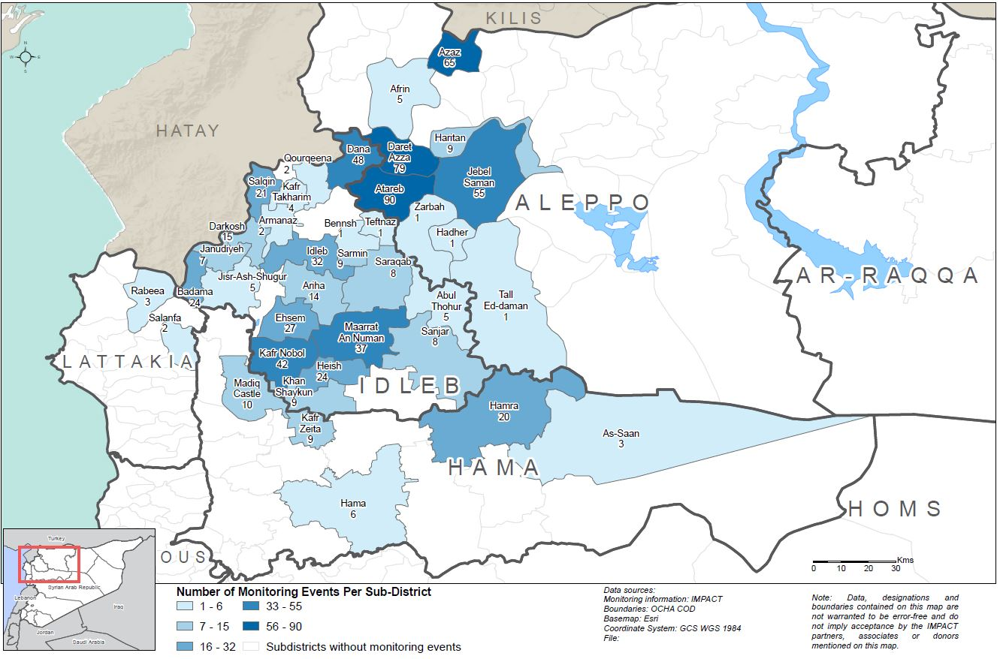 KILIS
N
W
E
S
Azaz
65
Afrin
5
HATAY
Haritan
9
Dana
48
Daret
Azza
79
Qourqeena
2
Jebel
Saman
55
Salqin
21
Kafr
Takharim
4
Atareb
90
ALEPPO
Zarbah
1
Armanaz
2
Bennsh
1
Teftnaz
1
Darkosh
15
Hadher
1
Janudiyeh
7
Idleb
32
Sarmin
9
Saraqab
8
AR-RAQQA
Jisr-Ash-Shugur
5
Rabeea
3
Badama
24
Ariha
14
Abul
Thohur
5
Tall
Ed-daman
1
Salanfa
2
Ehsem
27
Maarrat
An Numan
37
Sanjar
8
LATTAKIA
Kafr Nobol
42
Heish
24
Madiq
Castle
10
Khan
Shaykun
9
IDLEB
Hamra
20
Kafr
Zeita
9
As-Saan
3
HAMA
Hama
6
HOMS
OUS
Kms
0 10 20 30
Turkey
Syrian Arab Republic
Lebanon
Iraq
Jordan
Saudi Arabia
Number of Monitoring Events Per Sub-District
1 - 6
33 - 55
7 - 15
56 - 90
16 - 32
Subdistricts without monitoring events
Data sources:
Monitoring information: IMPACT
Boundaries: OCHA COD
Basemap: Esri
Coordinate System: GCS WGS 1984
File:
Note: Data, designations and
boundaries contained on this map are
not warranted to be error-free and do
not imply acceptance by the IMPACT
partners, associates or donors
mentioned on this map.